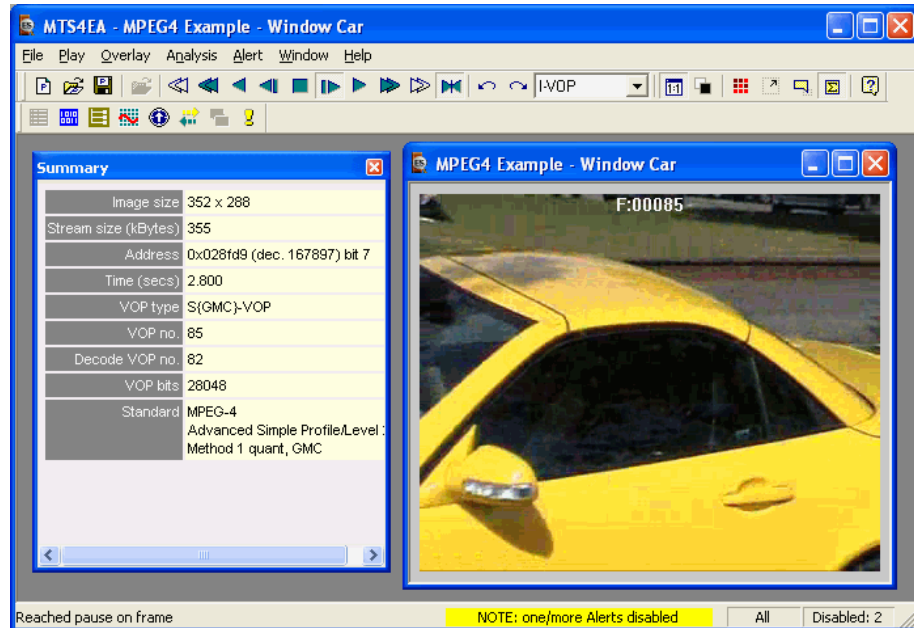 MTS4EA - MPEG4 Example - Window Car
File Play Overlay Analysis Alert Window Help
I-VOP
1:1
Summary
Image size 352 x 288
Stream size (kBytes) 355
Address 0x028fd9 (dec. 167897) bit 7
Time (secs) 2.800
VOP type S(GMC)-VOP
VOP no. 85
Decode VOP no. 82
VOP bits 28048
Standard MPEG-4
Advanced Simple Profile/Level
Method 1 quant, GMC
MPEG4 Example - Window Car
F:00085
Reached pause on frame
NOTE: one/more Alerts disabled
All
Disabled: 2